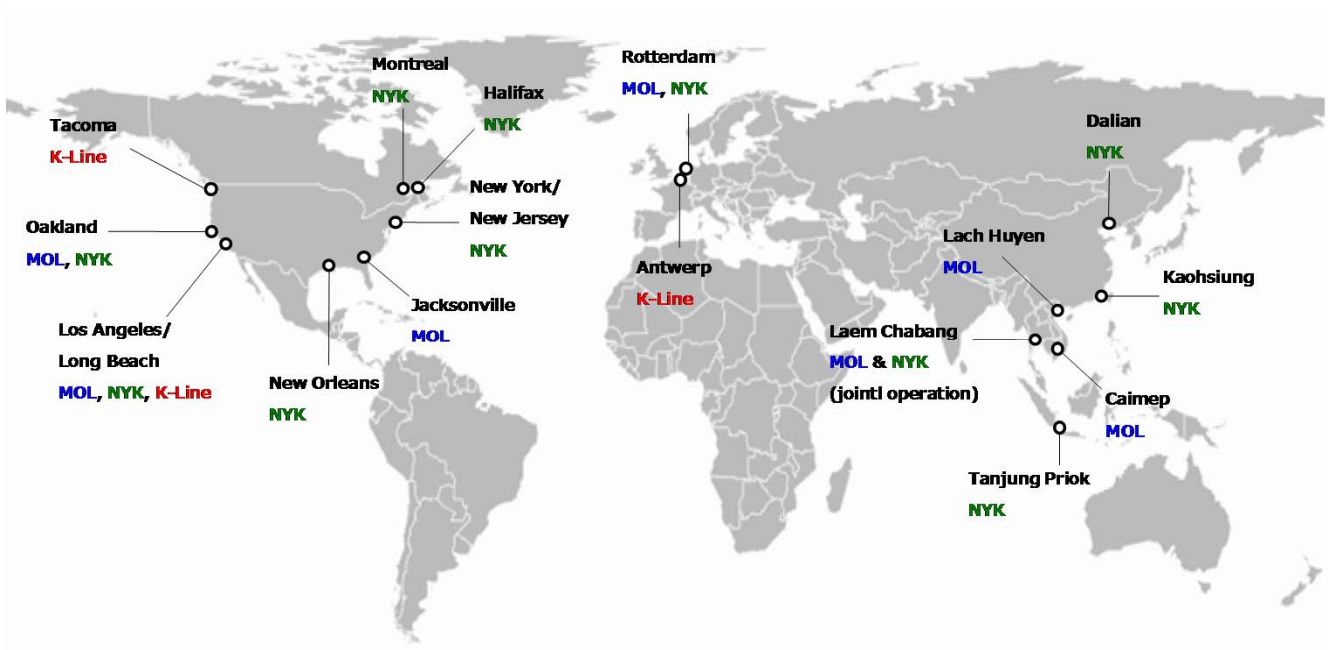 Montreal
NYK
Halifax
NYK
Tacoma
K-Line
New York/
New Jersey
NYK
Oakland
MOL, NYK
Los Angeles/
Long Beach
MOL, NYK, K-Line
Jacksonville
MOL
New Orleans
NYK
Rotterdam
MOL, NYK
Antwerp
K-Line
Dalian
NYK
Lach Huyen
MOL
Kaohsiung
NYK
Laem Chabang
MOL & NYK
(jointl operation)
Caimep
MOL
Tanjung Priok
NYK